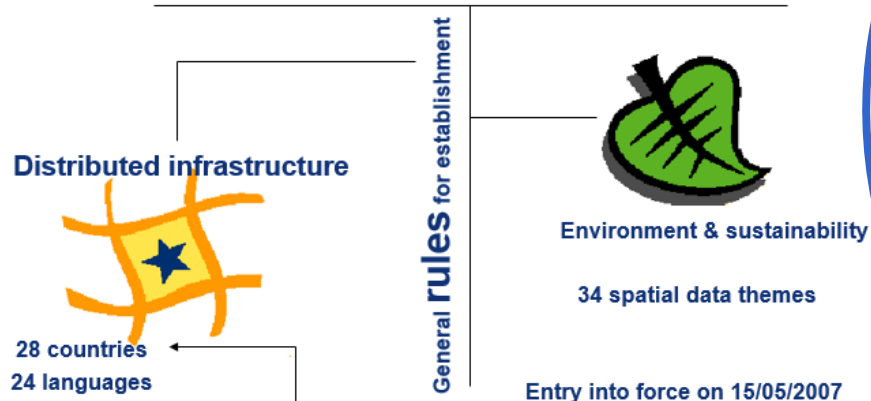 Distributed infrastructure
28 countries
24 languages
General rules for establishment
Environment & sustainability
34 spatial data themes
Entry into force on 15/05/2007